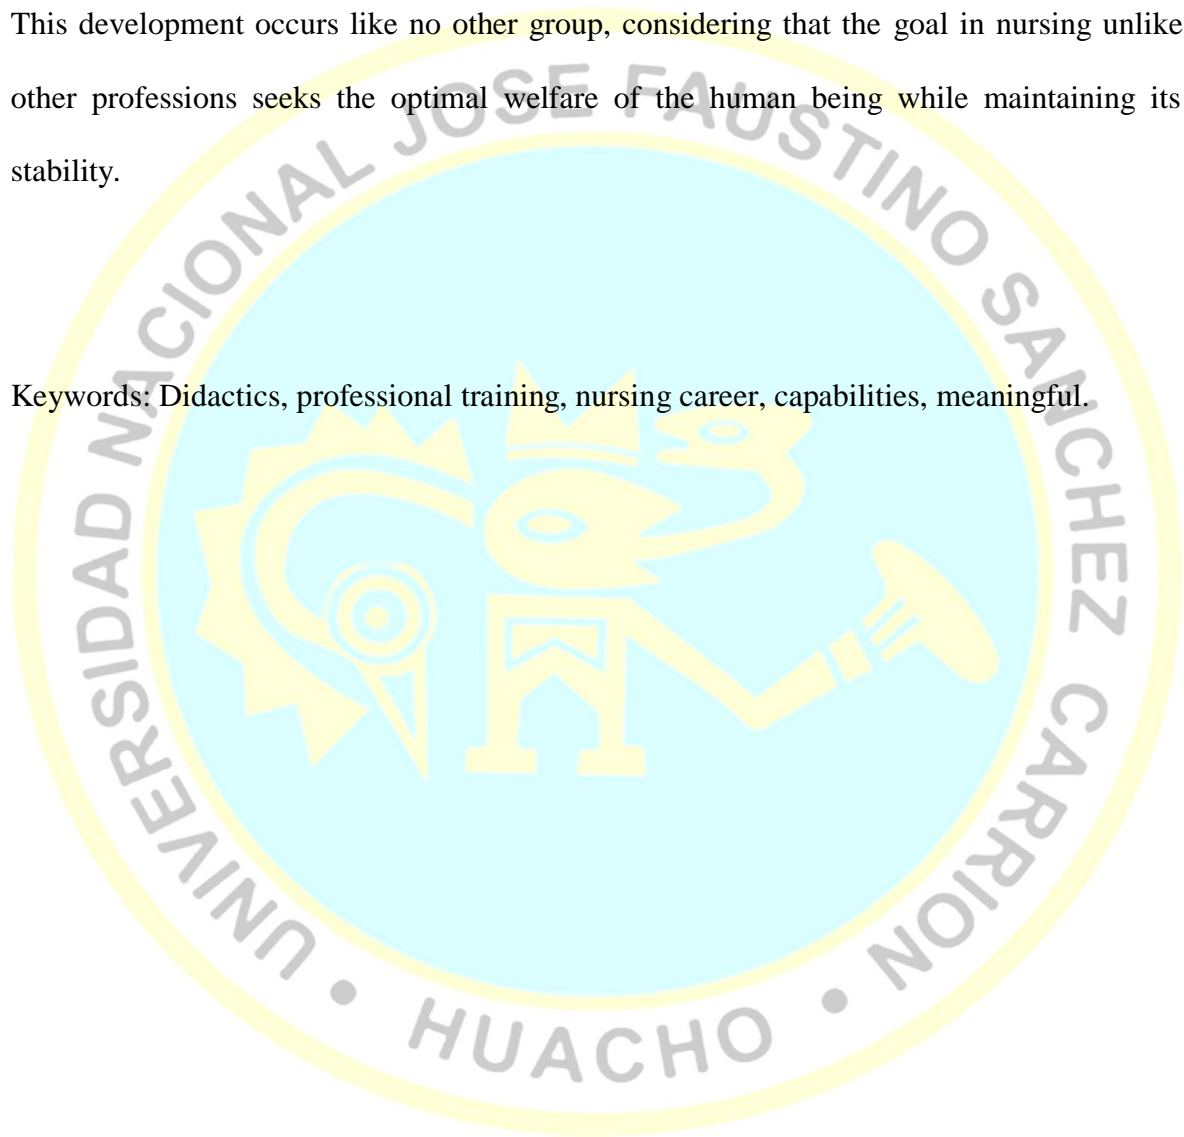 This development occurs like no other group, considering that the goal in nursing unlike
other professions seeks the optimal welfare of the human being while maintaining its
stability.
Keywords: Didactics, professional training, nursing career, capabilities, meaningful.
UNIVERSIDAD NACIONAL JOSE FAUSTINO SANCHEZ CARRION
• HUACHO •